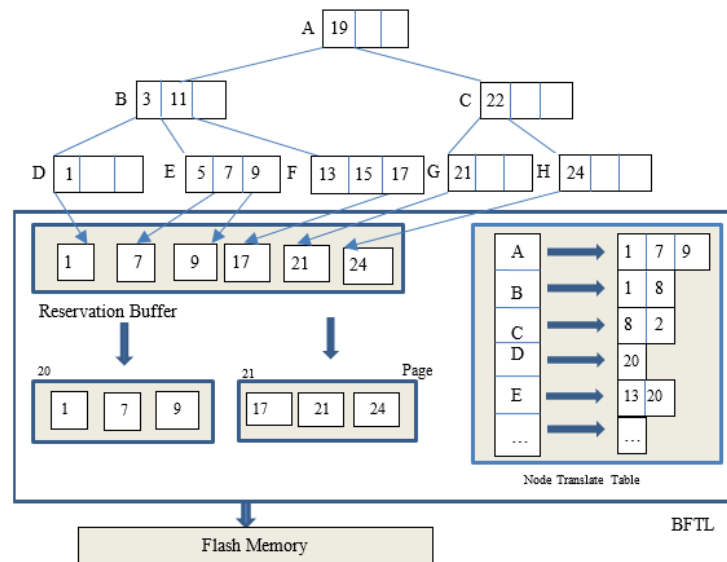 A 19
B 3 11 C 22
D 1 E 5 7 9 F 13 15 17 G 21 H 24
1 7 9 17 21 24
Reservation Buffer
20 21 Page
1 7 9 17 21 24
A 1 7 9
B 1 8
C 8 2
D 20
E 13 20
... ...
Node Translate Table
BFTL
Flash Memory